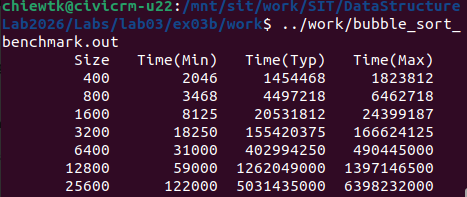 chiewtk@civicrm-u22:/mnt/sit/work/SIT/DataStructure
Lab2026/Labs/lab03/ex03b/work$ ../work/bubble_sort_
benchmark.out
Size Time(Min) Time(Typ) Time(Max)
400 2046 1454468 1823812
800 3468 4497218 6462718
1600 8125 20531812 24399187
3200 18250 155420375 166624125
6400 31000 402994250 490445000
12800 59000 1262049000 1397146500
25600 122000 5031435000 6398232000